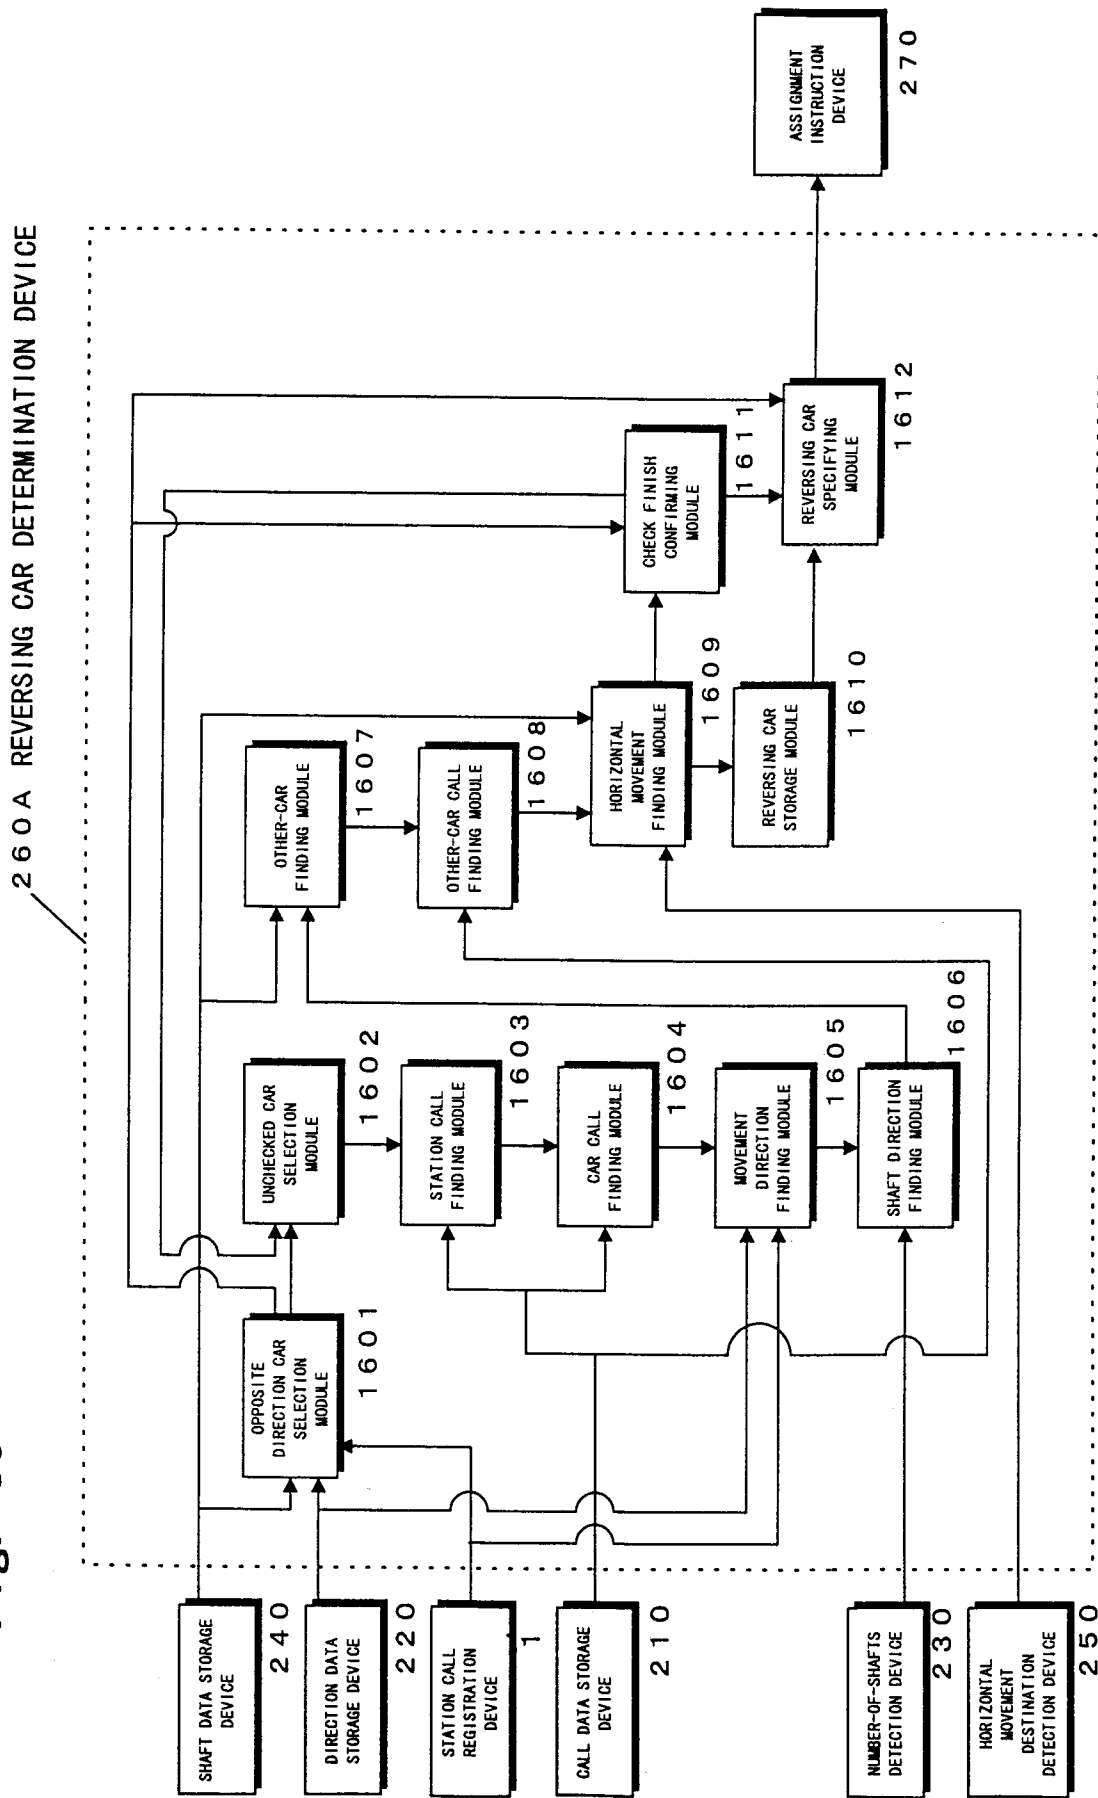 260A REVERSING CAR DETERMINATION DEVICE
SHAFT DATA STORAGE
DEVICE
240
DIRECTION DATA
STORAGE DEVICE
220
STATION CALL
REGISTRATION
DEVICE
1
CALL DATA STORAGE
DEVICE
210
NUMBER-OF-SHAFTS
DETECTION DEVICE
230
HORIZONTAL
MOVEMENT
DESTINATION
DETECTION DEVICE
250
OPPOSITE
DIRECTION CAR
SELECTION
MODULE
1601
UNCHECKED CAR
SELECTION
MODULE
1602
STATION CALL
FINDING MODULE
1603
CAR CALL
FINDING MODULE
1604
MOVEMENT
DIRECTION
FINDING MODULE
1605
SHAFT DIRECTION
FINDING MODULE
1606
OTHER-CAR
FINDING MODULE
1607
OTHER-CAR CALL
FINDING MODULE
1608
HORIZONTAL
MOVEMENT
FINDING MODULE
1609
REVERSING CAR
STORAGE MODULE
1610
CHECK FINISH
CONFIRMING
MODULE
1611
REVERSING CAR
SPECIFYING
MODULE
1612
ASSIGNMENT
INSTRUCTION
DEVICE
270